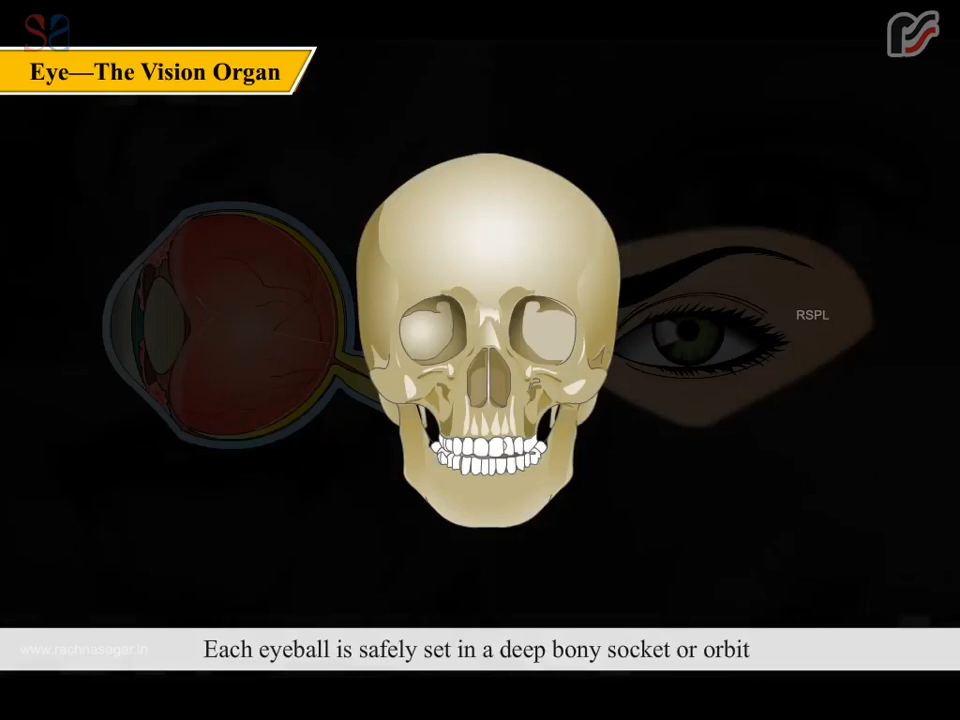 Eye—The Vision Organ
RSPL
www.rachnasagar.in
Each eyeball is safely set in a deep bony socket or orbit